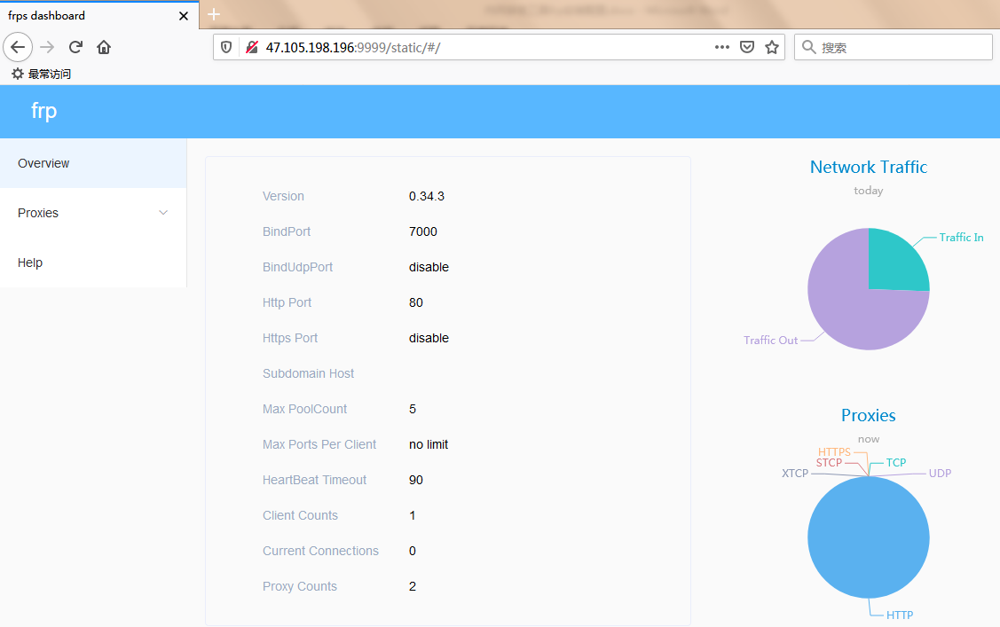 frps dashboard
47.105.198.196:9999/static/#/
搜索
最常访问
frp
Overview
Proxies
Help
Version 0.34.3
BindPort 7000
BindUdpPort disable
Http Port 80
Https Port disable
Subdomain Host
Max PoolCount 5
Max Ports Per Client no limit
HeartBeat Timeout 90
Client Counts 1
Current Connections 0
Proxy Counts 2
Network Traffic
today
Traffic In
Traffic Out
Proxies
now
HTTPS
STCP
TCP
XTCP
UDP
HTTP